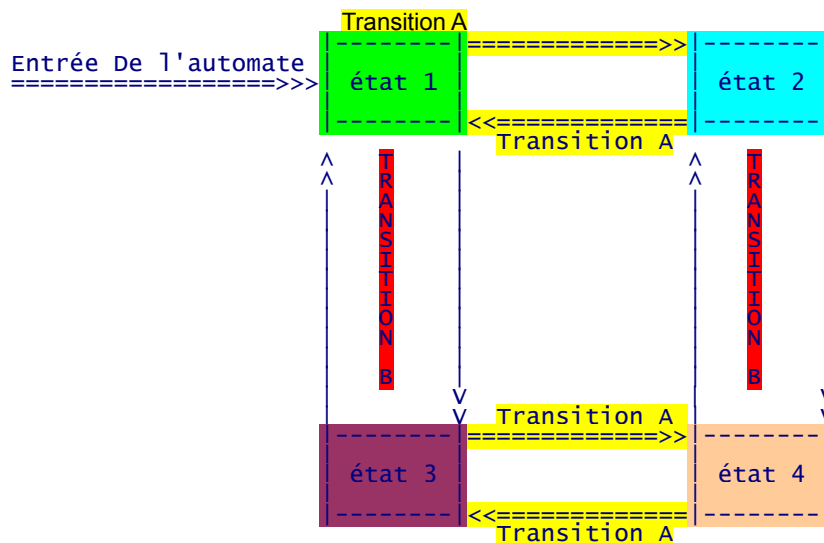 Transition A
Entrée De l'automate
état 1
état 2
Transition A
TRANSITION B
TRANSITION B
Transition A
état 3
état 4
Transition A